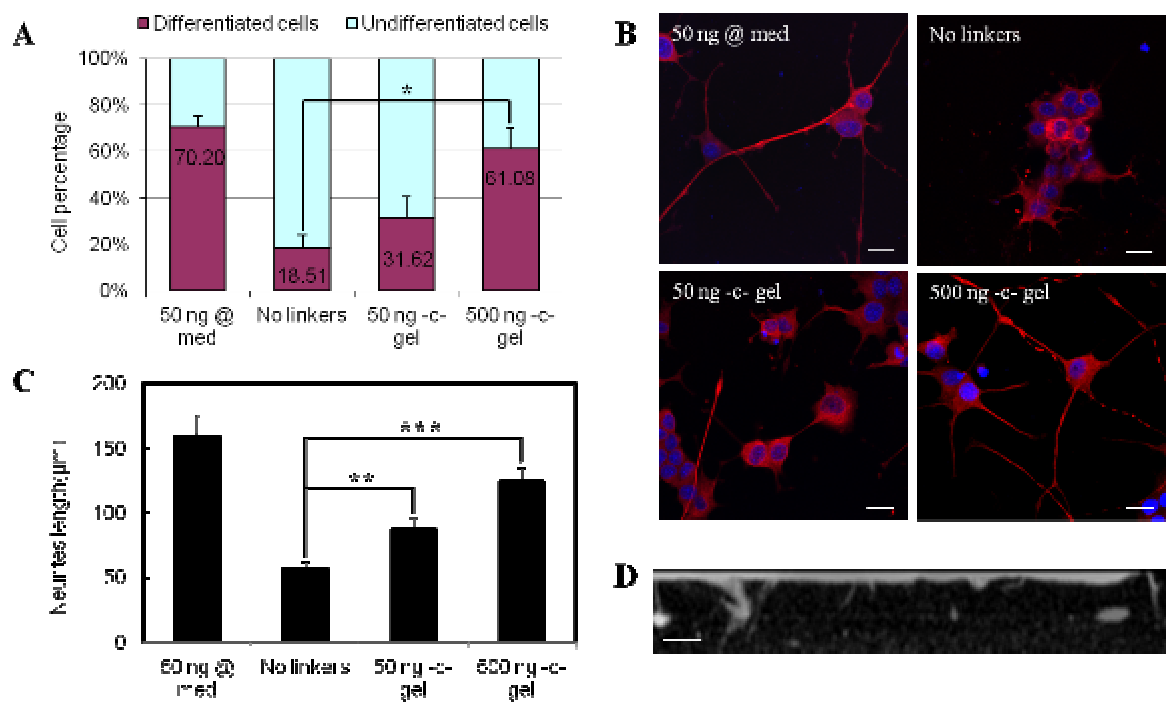 A
Differentiated cells
Undifferentiated cells
100%
80%
60%
40%
20%
0%
Cell percentage
70.20
18.51
31.62
61.08
*
50 ng @ med
No linkers
50 ng -c- gel
500 ng -c- gel
B
50 ng @ med
No linkers
50 ng -c- gel
500 ng -c- gel
C
200
150
100
50
0
Neurites length(μm)
***
**
50 ng @ med
No linkers
50 ng -c- gel
500 ng -c- gel
D